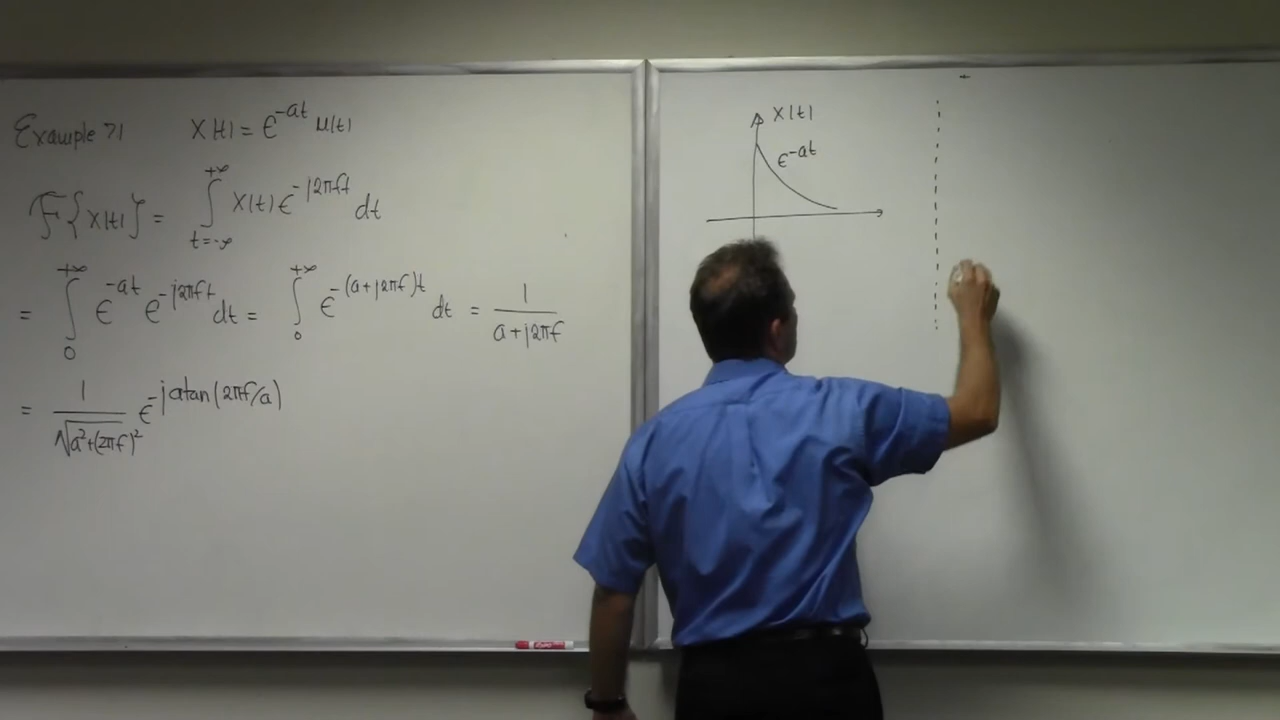 Example 71 x(t) = e^{-at} u(t)
F{x(t)} = ∫_{t=-∞}^{+∞} x(t) e^{-j2πft} dt
= ∫_0^{+∞} e^{-at} e^{-j2πft} dt = ∫_0^{+∞} e^{-(a+j2πf)t} dt = 1/(a+j2πf)
= 1/√(a²+(2πf)²) e^{-jatan(2πf/a)}
x(t)
e^{-at}